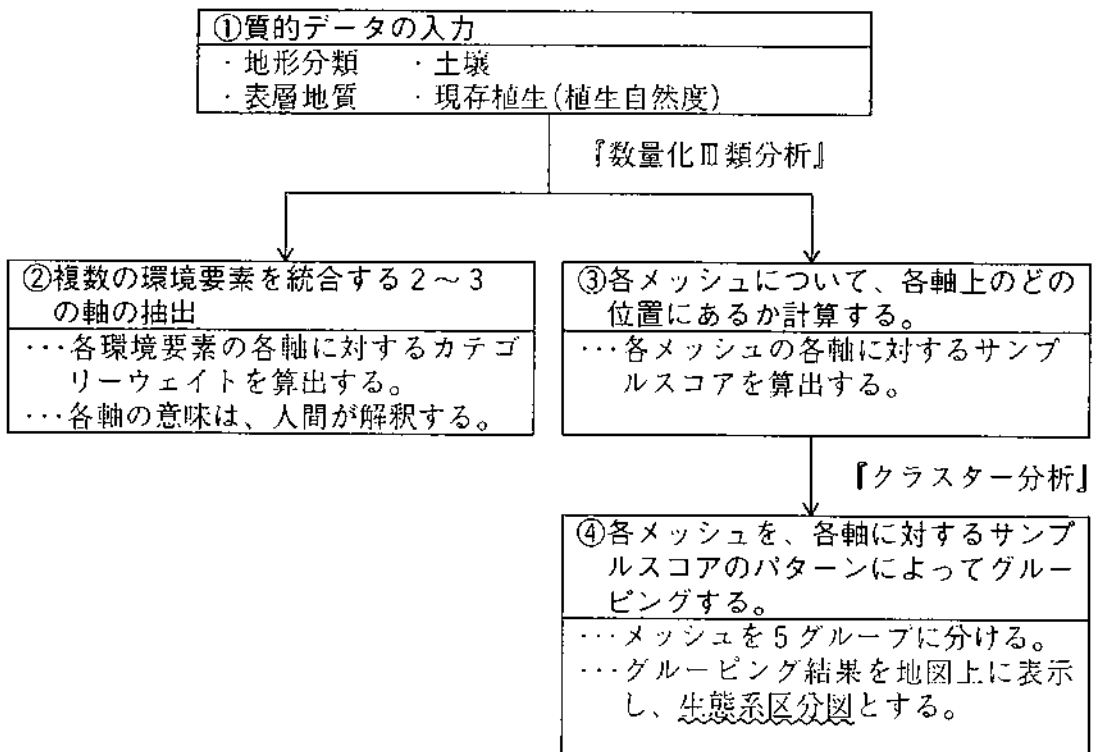 ①質的データの入力
・地形分類 ・土壌
・表層地質 ・現存植生(植生自然度)
『数量化Ⅲ類分析』
②複数の環境要素を統合する2～3
の軸の抽出
…各環境要素の各軸に対するカテゴ
リーウェイトを算出する。
…各軸の意味は、人間が解釈する。
③各メッシュについて、各軸上のどの
位置にあるか計算する。
…各メッシュの各軸に対するサンプ
ルスコアを算出する。
『クラスター分析』
④各メッシュを、各軸に対するサンプ
ルスコアのパターンによってグルー
ピングする。
…メッシュを5グループに分ける。
…グルーピング結果を地図上に表示
し、生態系区分図とする。